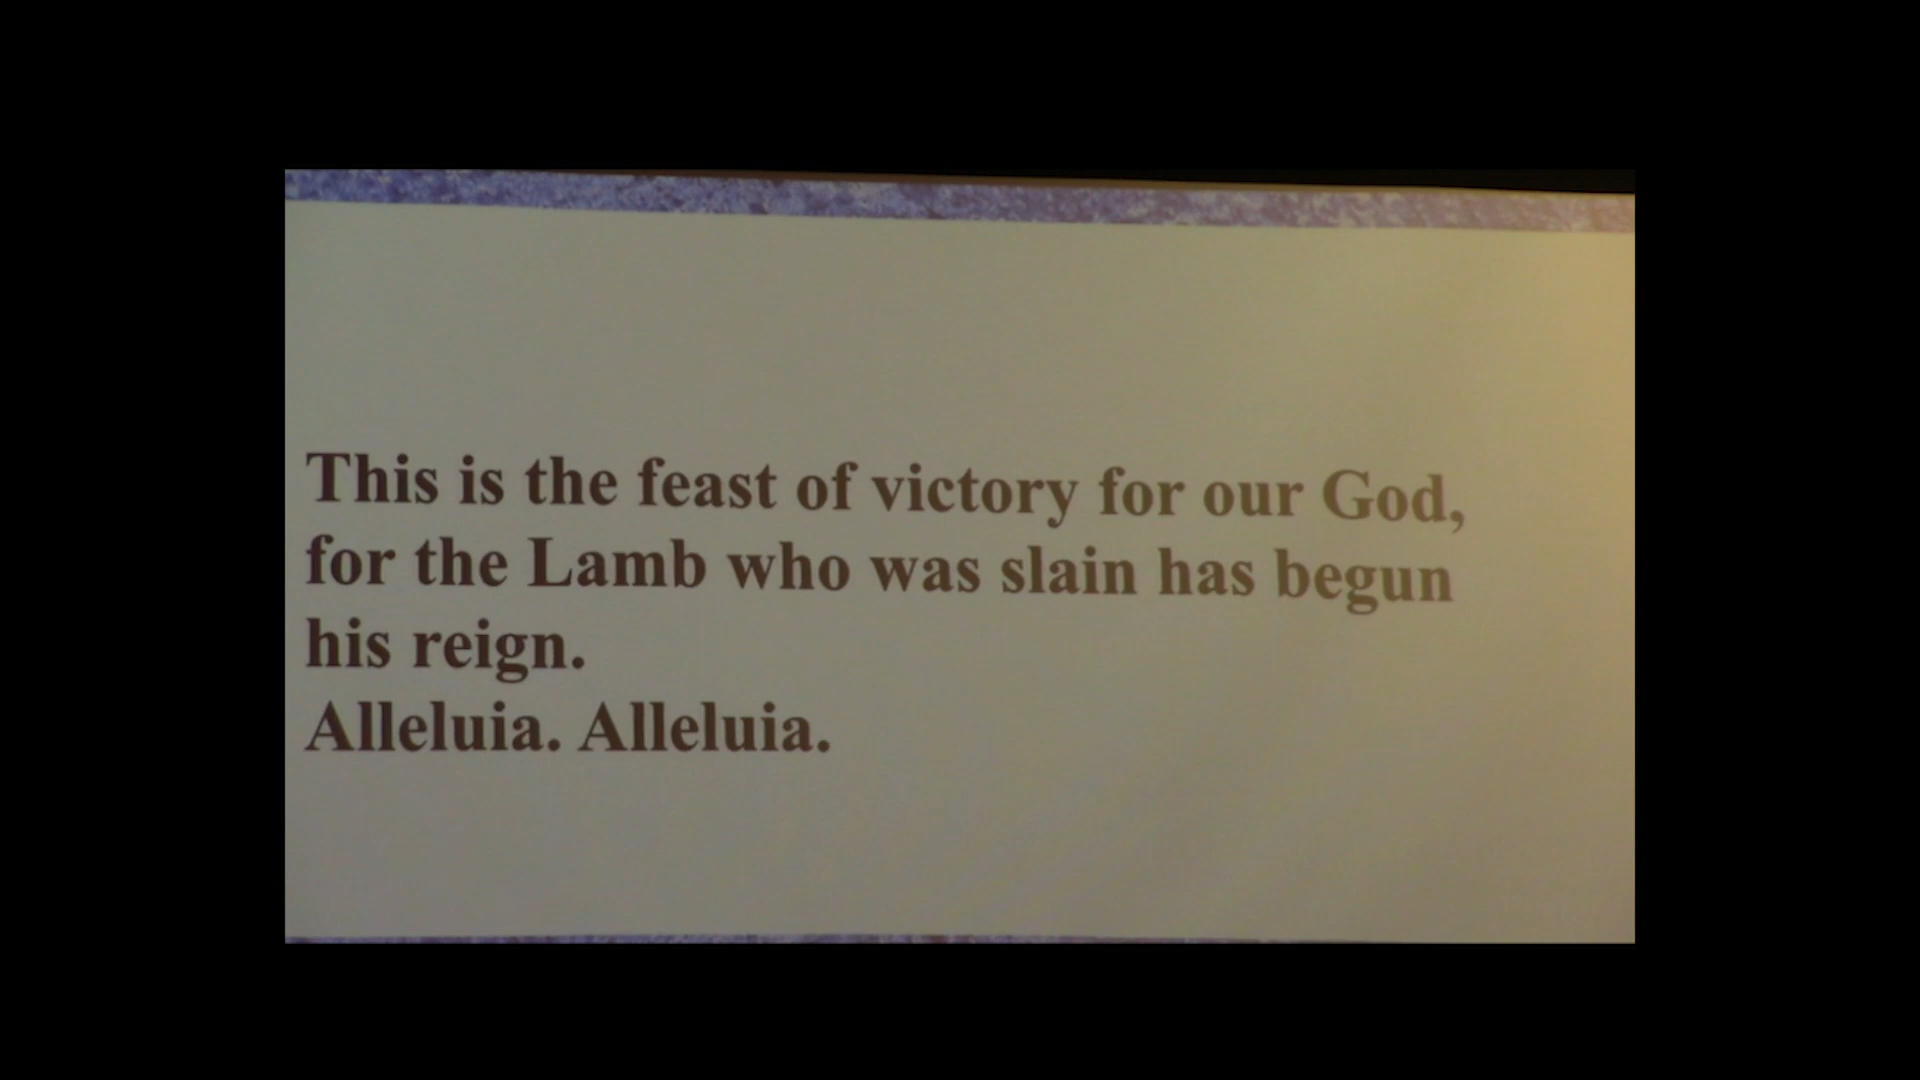 This is the feast of victory for our God,
for the Lamb who was slain has begun
his reign.
Alleluia. Alleluia.